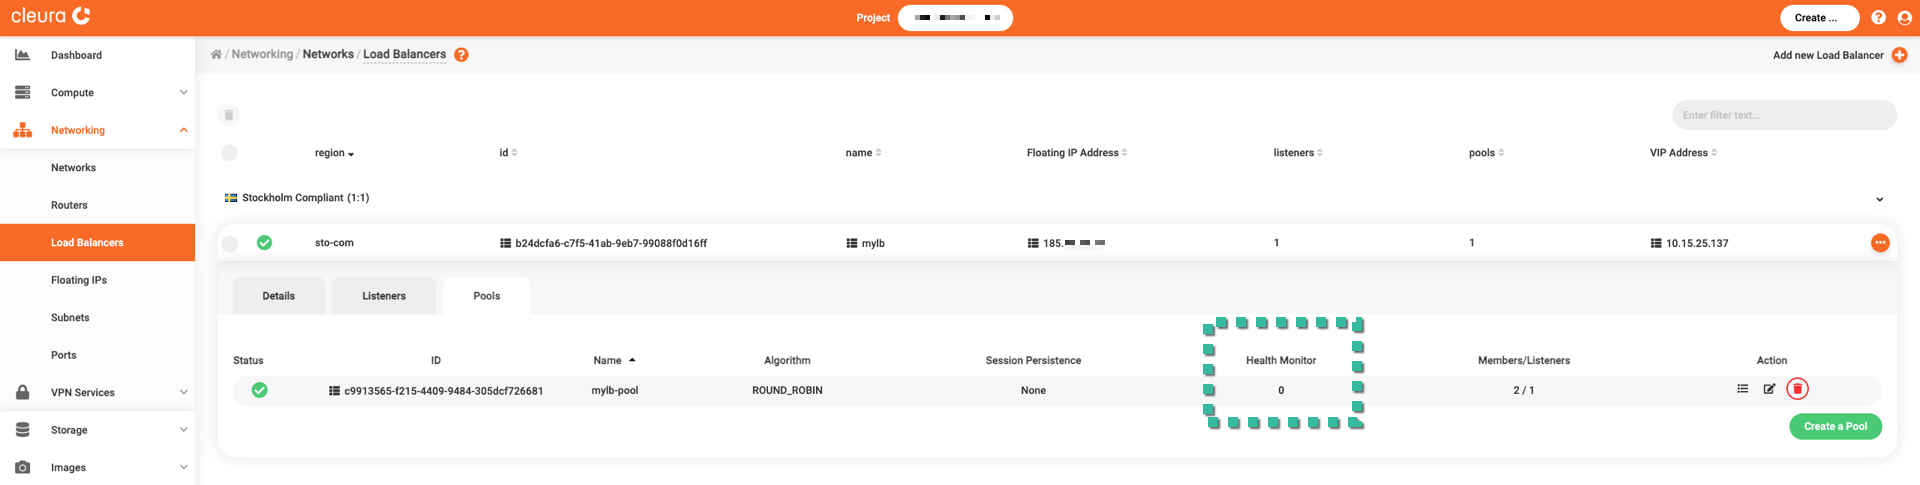 cleura
Project
Create ...
Dashboard
Compute
Networking
Networks
Routers
Load Balancers
Floating IPs
Subnets
Ports
VPN Services
Storage
Images
/ Networking / Networks / Load Balancers ?
Add new Load Balancer
Enter filter text...
region id name Floating IP Address listeners pools VIP Address
Stockholm Compliant (1:1)
sto-com b24dcfa6-c7f5-41ab-9eb7-99088f0d16ff mylb 185. 1 1 10.15.25.137
Details Listeners Pools
Status ID Name Algorithm Session Persistence Health Monitor Members/Listeners Action
c9913565-f215-4409-9484-305dcf726681 mylb-pool ROUND_ROBIN None 0 2 / 1
Create a Pool